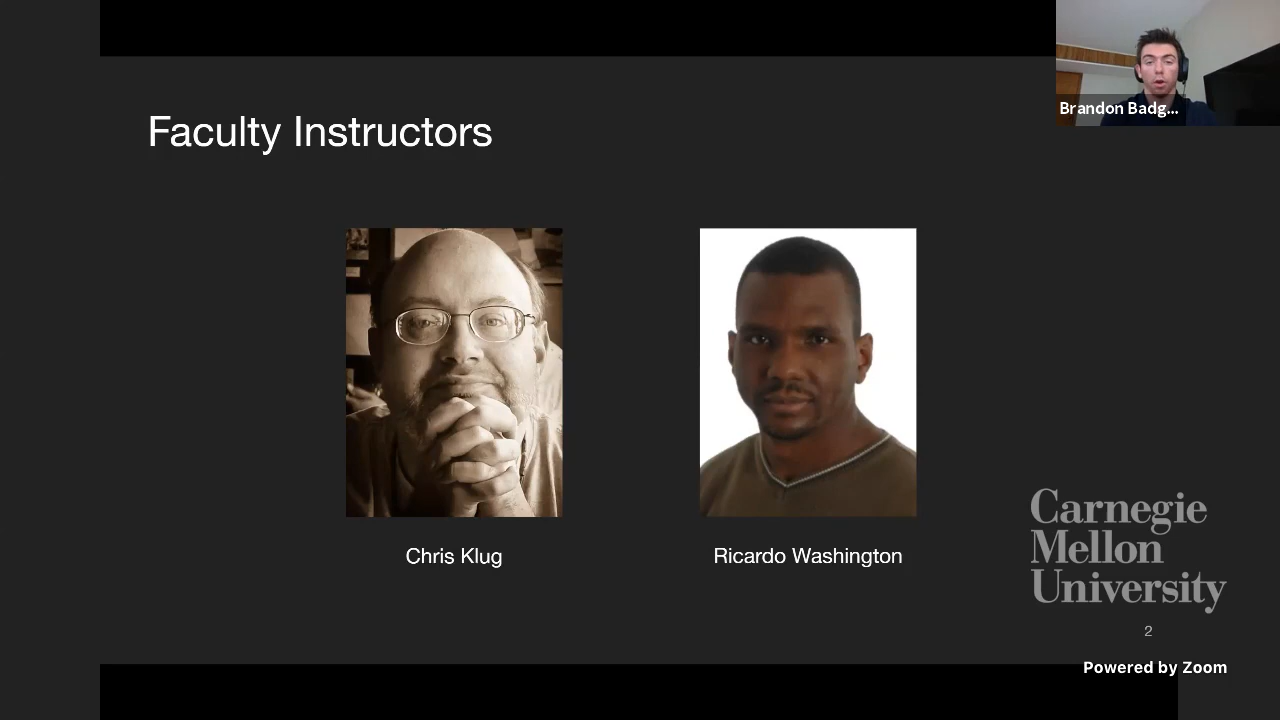 Brandon Badg...
Faculty Instructors
Chris Klug
Ricardo Washington
Carnegie
Mellon
University
2
Powered by Zoom